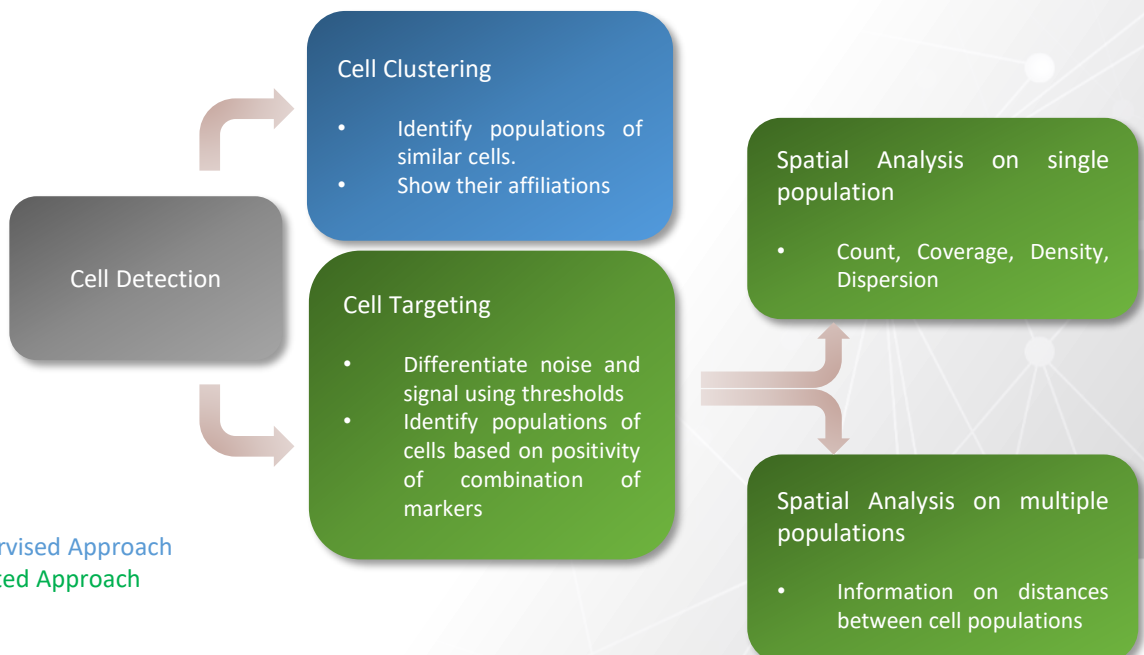 Cell Detection
Cell Clustering
• Identify populations of
similar cells.
• Show their affiliations
Cell Targeting
• Differentiate noise and
signal using thresholds
• Identify populations of
cells based on positivity
of combination of
markers
Spatial Analysis on single
population
• Count, Coverage, Density,
Dispersion
Spatial Analysis on multiple
populations
• Information on distances
between cell populations
rvised Approach
ted Approach